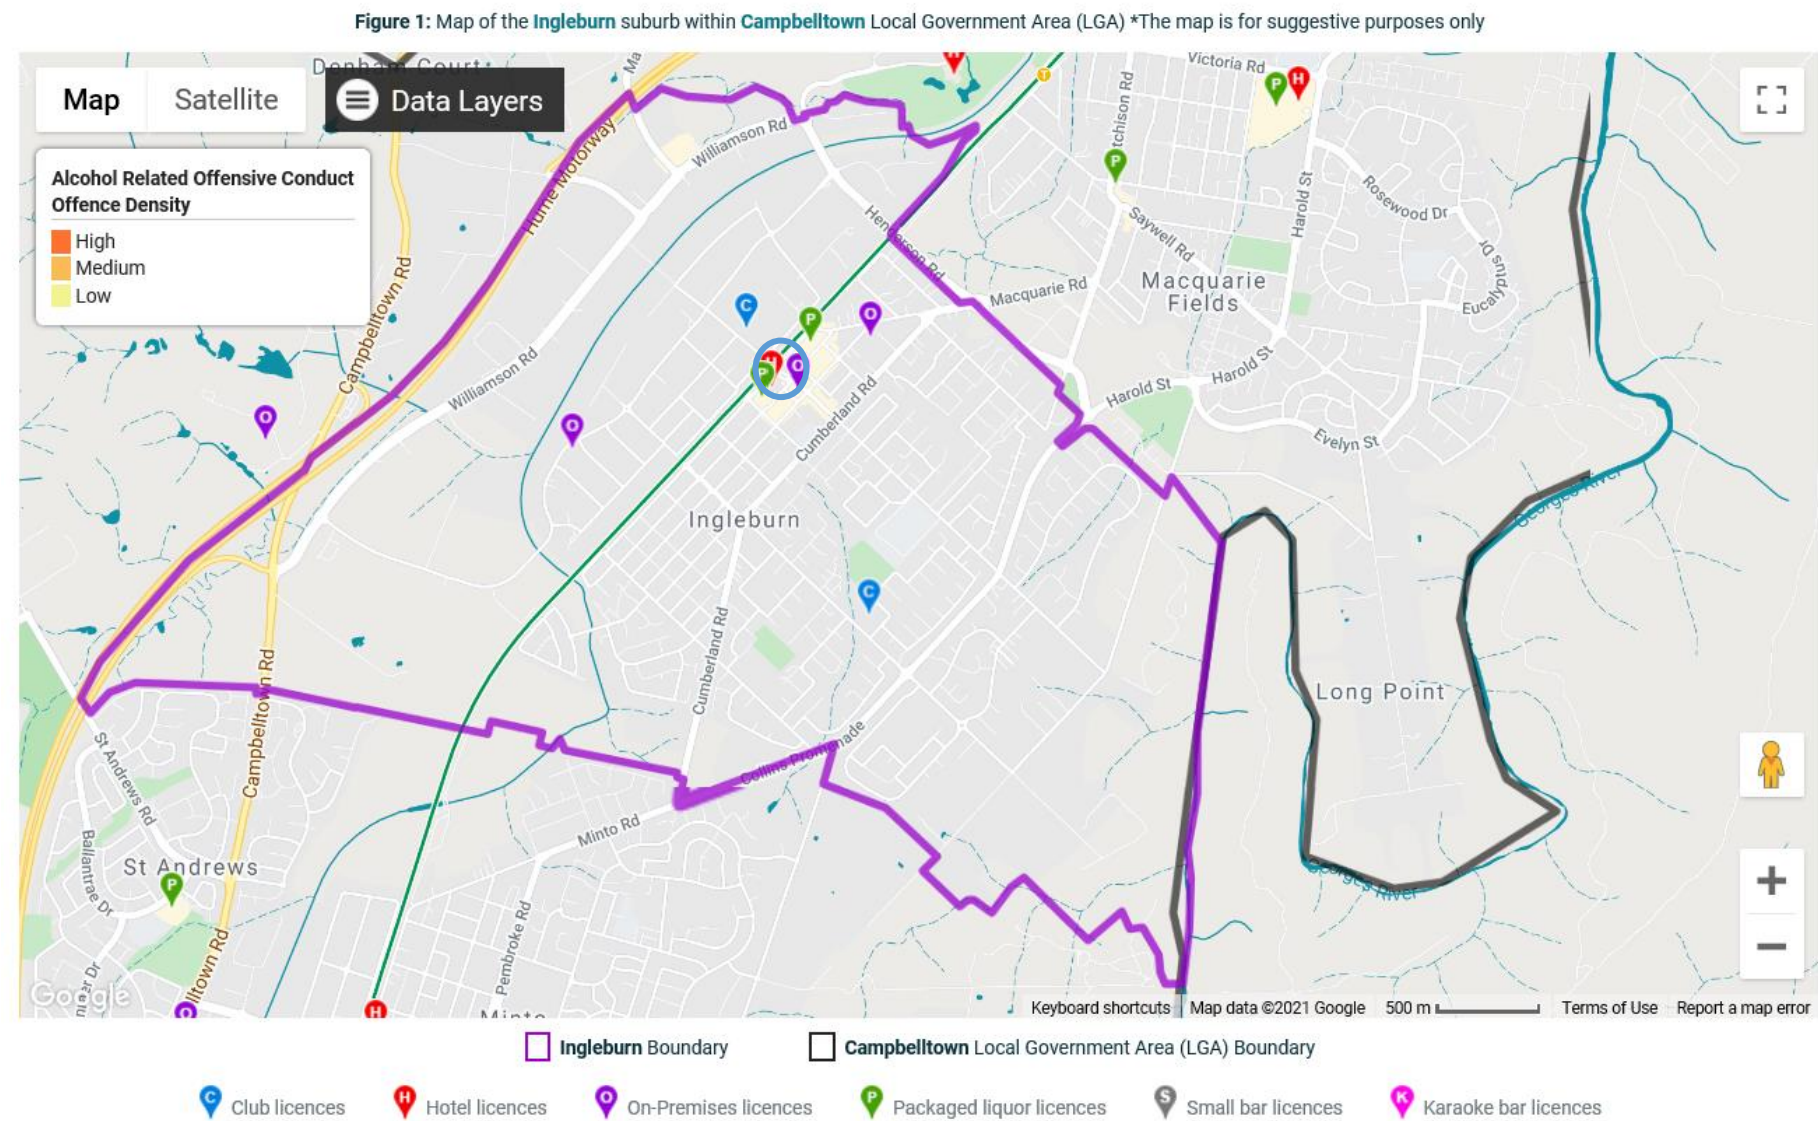 Figure 1: Map of the Ingleburn suburb within Campbelltown Local Government Area (LGA) *The map is for suggestive purposes only
Denham Court
Map
Satellite
Data Layers
Alcohol Related Offensive Conduct
Offence Density
High
Medium
Low
Victoria Rd
Williamson Rd
Hume Motorway
Henderson Rd
Saywell Rd
Harold St
Rosewood Dr
Macquarie Rd
Macquarie
Fields
Campbelltown Rd
Williamson Rd
Harold St
Harold St
Evelyn St
Cumberland Rd
Ingleburn
Georges River
Cumberland Rd
Long Point
Campbelltown Rd
St Andrews Rd
Collins Promenade
Minto Rd
Ballantrae Dr
St Andrews
Georges River
Pembroke Rd
Google
Minto
Keyboard shortcuts
Map data ©2021 Google
500 m
Terms of Use
Report a map error
Ingleburn Boundary
Campbelltown Local Government Area (LGA) Boundary
C Club licences
H Hotel licences
O On-Premises licences
P Packaged liquor licences
S Small bar licences
K Karaoke bar licences